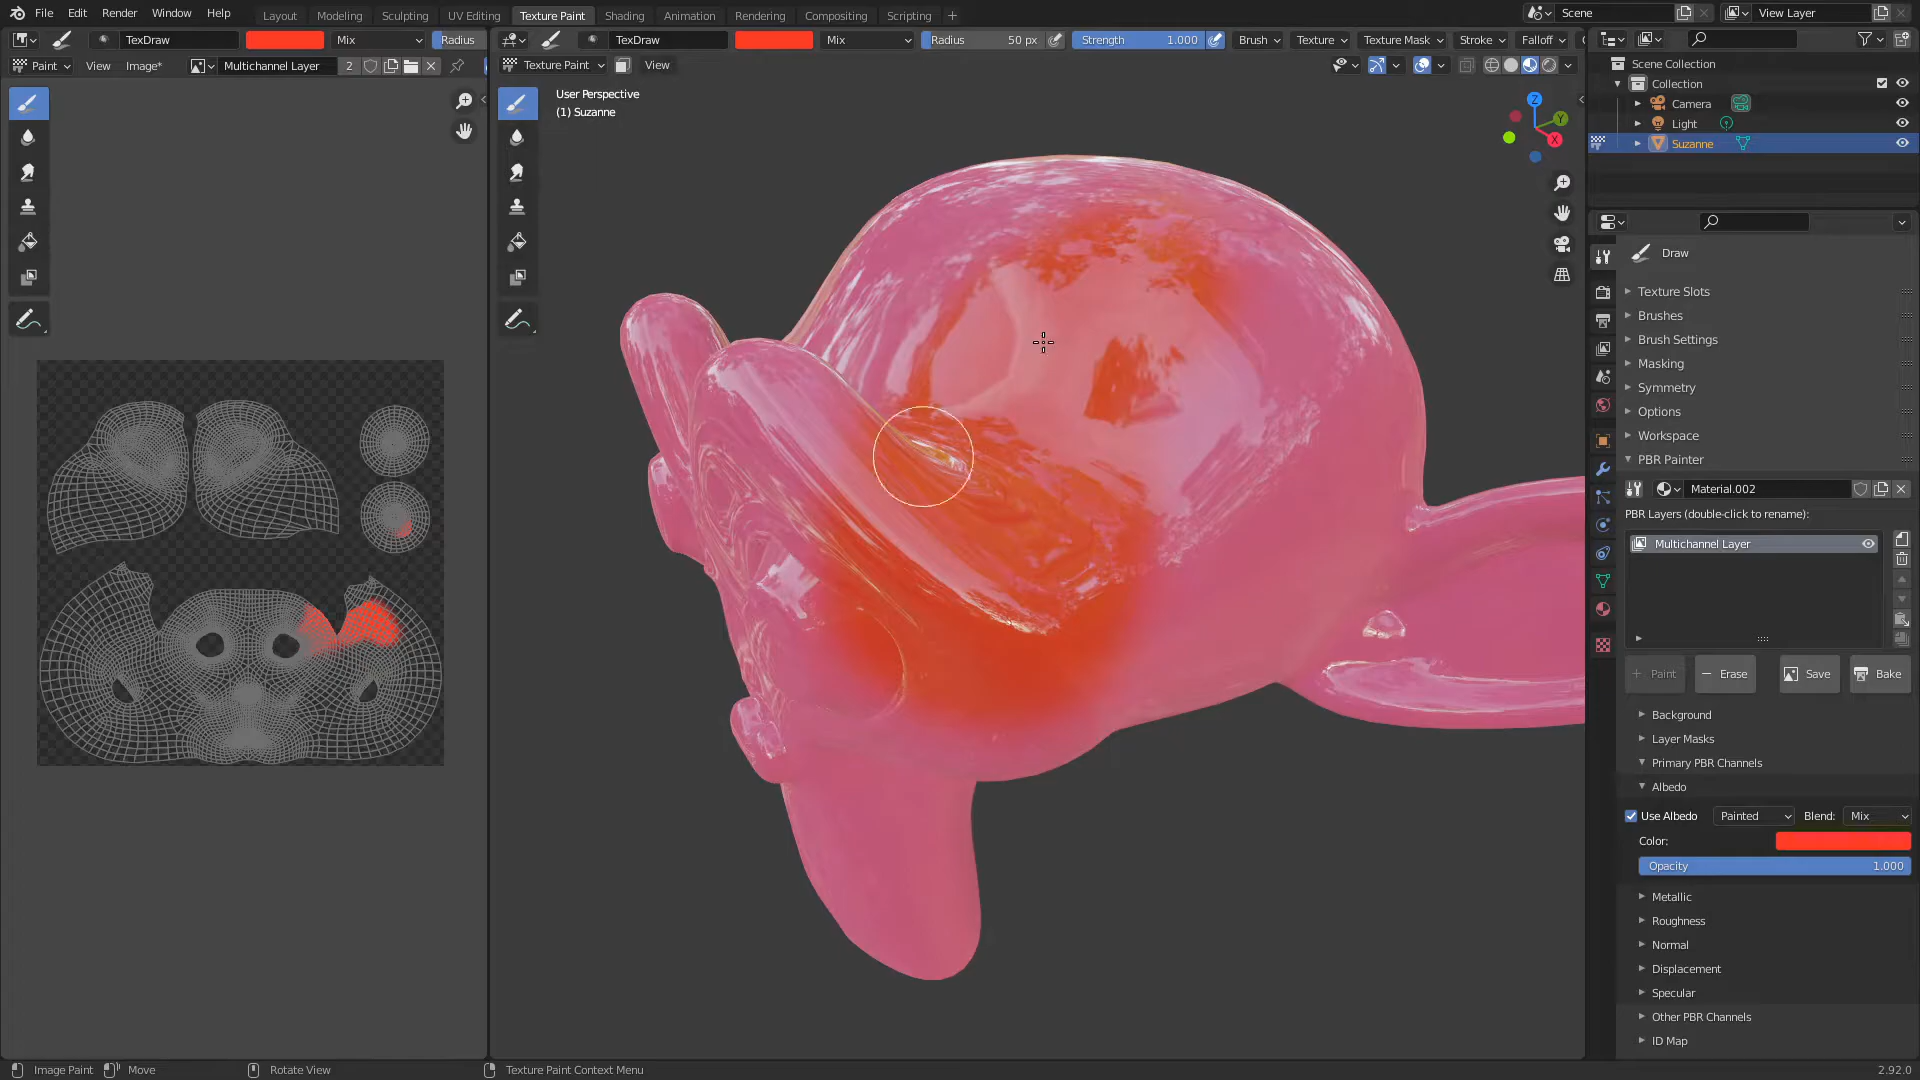 File Edit Render Window Help Layout Modeling Sculpting UV Editing Texture Paint Shading Animation Rendering Compositing Scripting + Scene View Layer
TexDraw Mix Radius TexDraw Mix Radius 50 px Strength 1.000 Brush Texture Texture Mask Stroke Falloff
Paint View Image* Multichannel Layer 2 Texture Paint View
User Perspective
(1) Suzanne
Z
Y
X
Scene Collection
Collection
Camera
Light
Suzanne
Draw
Texture Slots
Brushes
Brush Settings
Masking
Symmetry
Options
Workspace
PBR Painter
Material.002
PBR Layers (double-click to rename):
Multichannel Layer
Paint Erase Save Bake
Background
Layer Masks
Primary PBR Channels
Albedo
Use Albedo Painted Blend: Mix
Color:
Opacity 1.000
Metallic
Roughness
Normal
Displacement
Specular
Other PBR Channels
ID Map
Image Paint Move Rotate View Texture Paint Context Menu 2.92.0